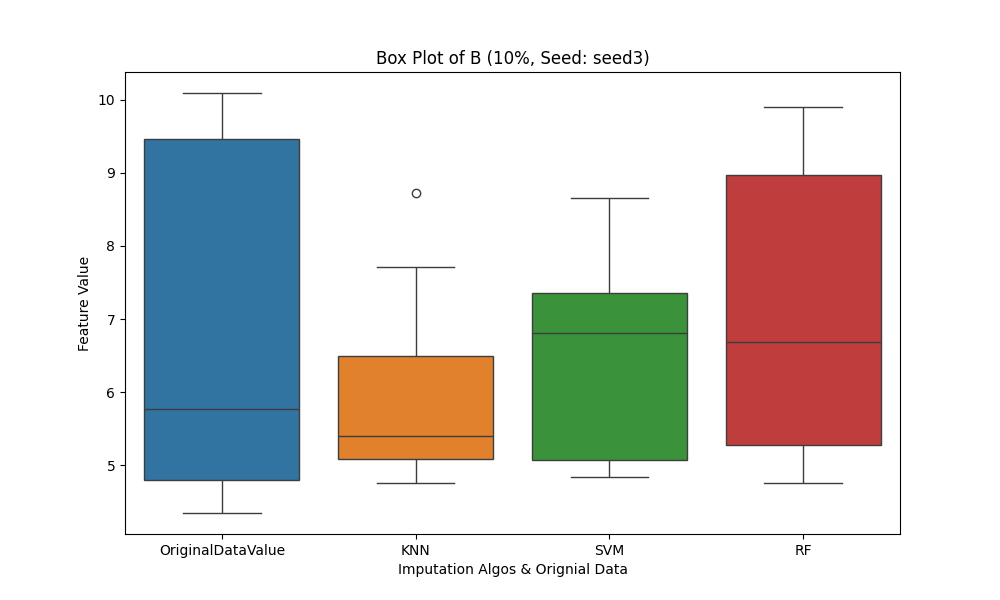 Box Plot of B (10%, Seed: seed3)
10
9
8
7
6
5
Feature Value
OriginalDataValue
KNN
SVM
RF
Imputation Algos & Orignial Data